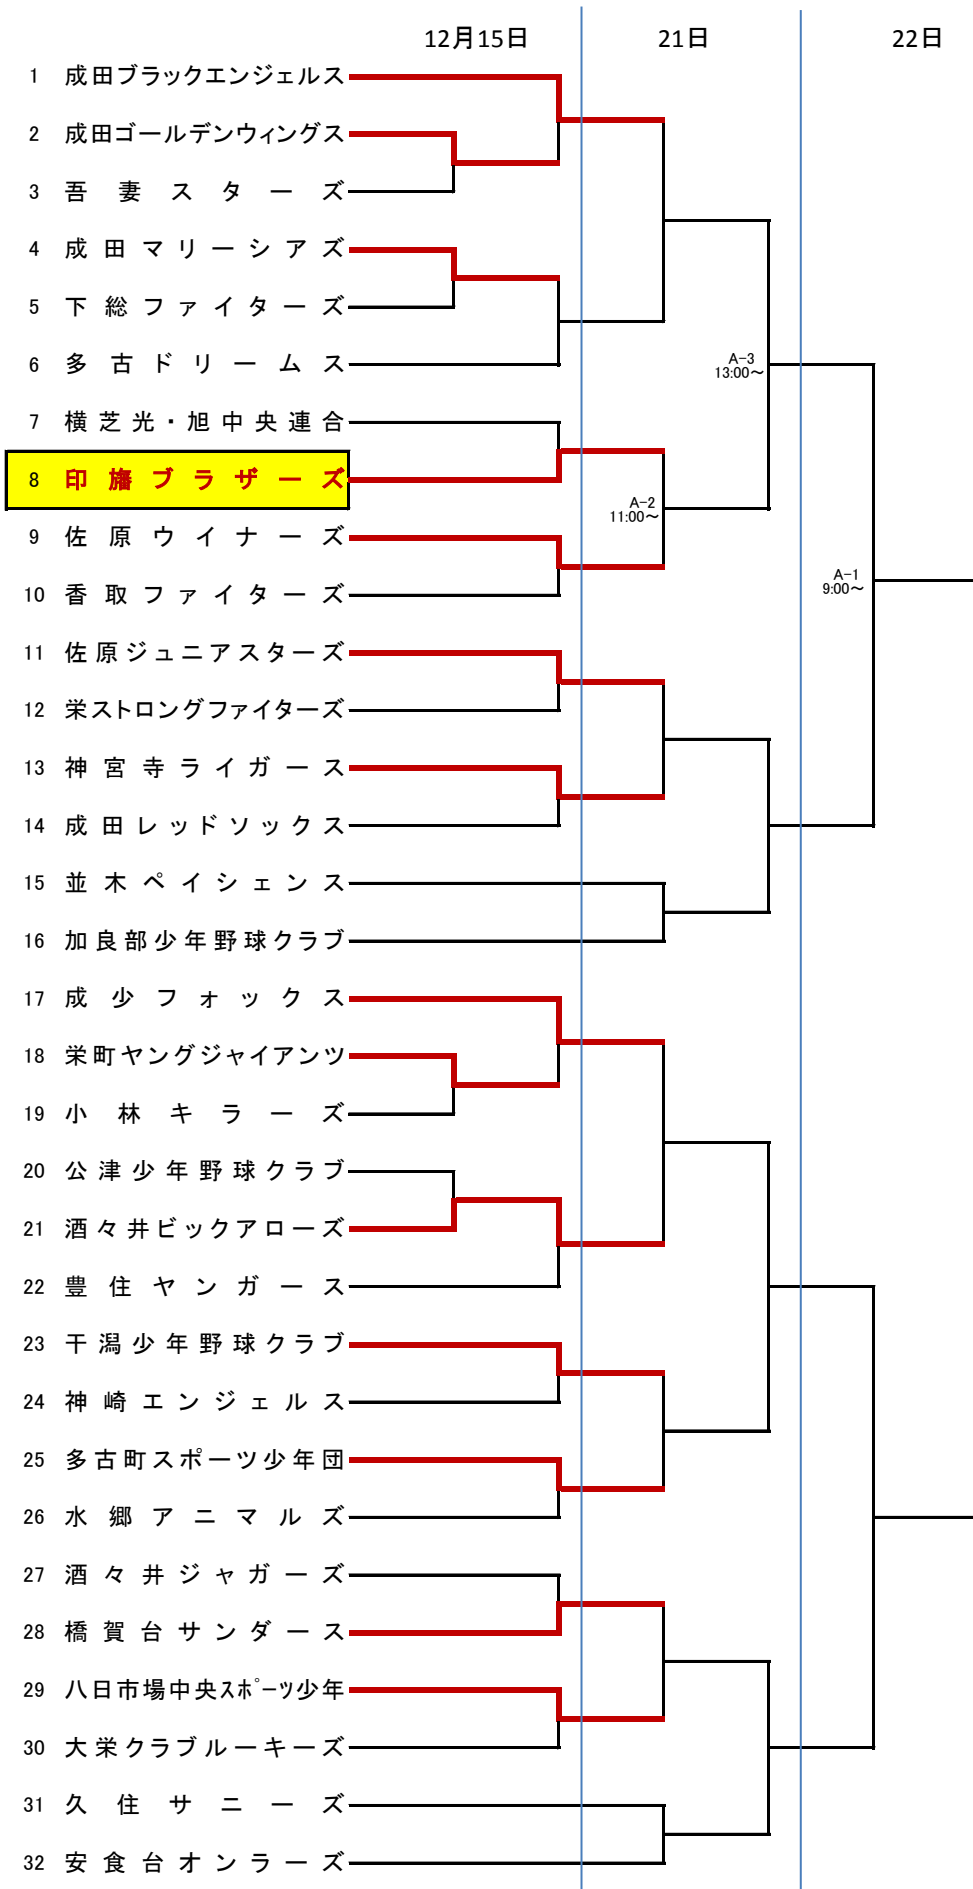 12月15日 21日 22日
1 成田ブラックエンジェルス
2 成田ゴールデンウィングス
3 吾妻スターズ
4 成田マリーシアズ
5 下総ファイターズ
6 多古ドリームス
A-3
13:00～
7 横芝光・旭中央連合
8 印旛ブラザーズ
A-2
11:00～
9 佐原ウイナーズ
10 香取ファイターズ
A-1
9:00～
11 佐原ジュニアスターズ
12 栄ストロングファイターズ
13 神宮寺ライガース
14 成田レッドソックス
15 並木ペイシェンス
16 加良部少年野球クラブ
17 成少フォックス
18 栄町ヤングジャイアンツ
19 小林キラーズ
20 公津少年野球クラブ
21 酒々井ビックアローズ
22 豊住ヤンガース
23 干潟少年野球クラブ
24 神崎エンジェルス
25 多古町スポーツ少年団
26 水郷アニマルズ
27 酒々井ジャガーズ
28 橋賀台サンダース
29 八日市場中央スポーツ少年
30 大栄クラブルーキーズ
31 久住サニーズ
32 安食台オンラーズ